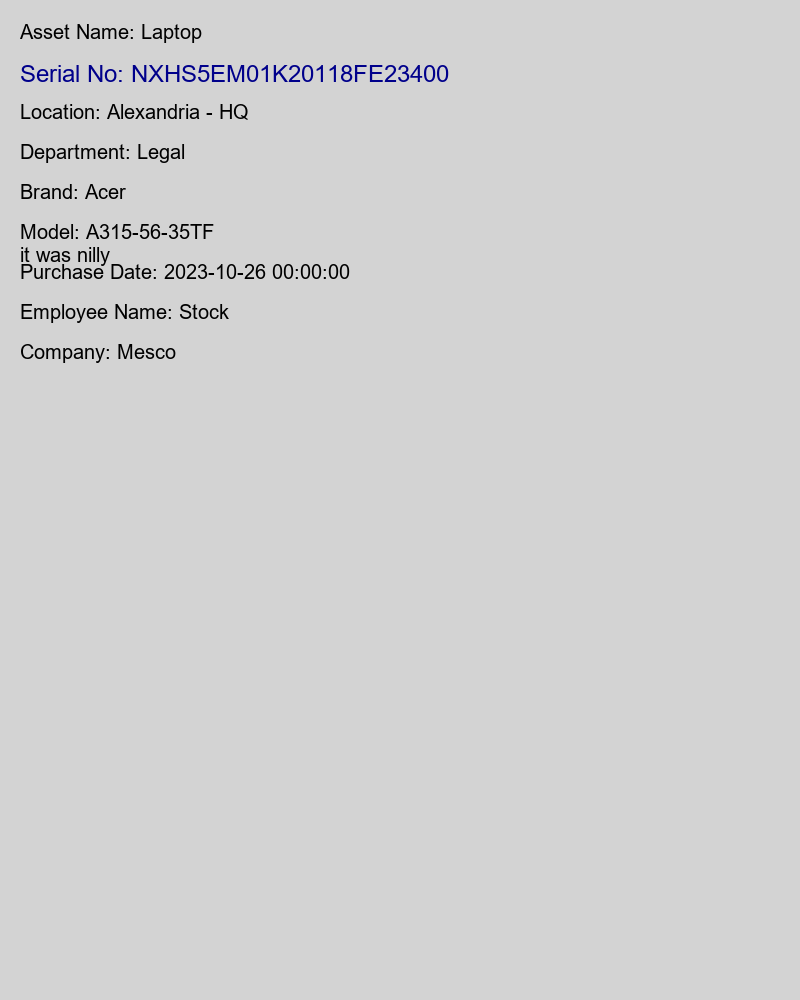 Asset Name: Laptop
Serial No: NXHS5EM01K20118FE23400
Location: Alexandria - HQ
Department: Legal
Brand: Acer
Model: A315-56-35TF
it was nilly
Purchase Date: 2023-10-26 00:00:00
Employee Name: Stock
Company: Mesco